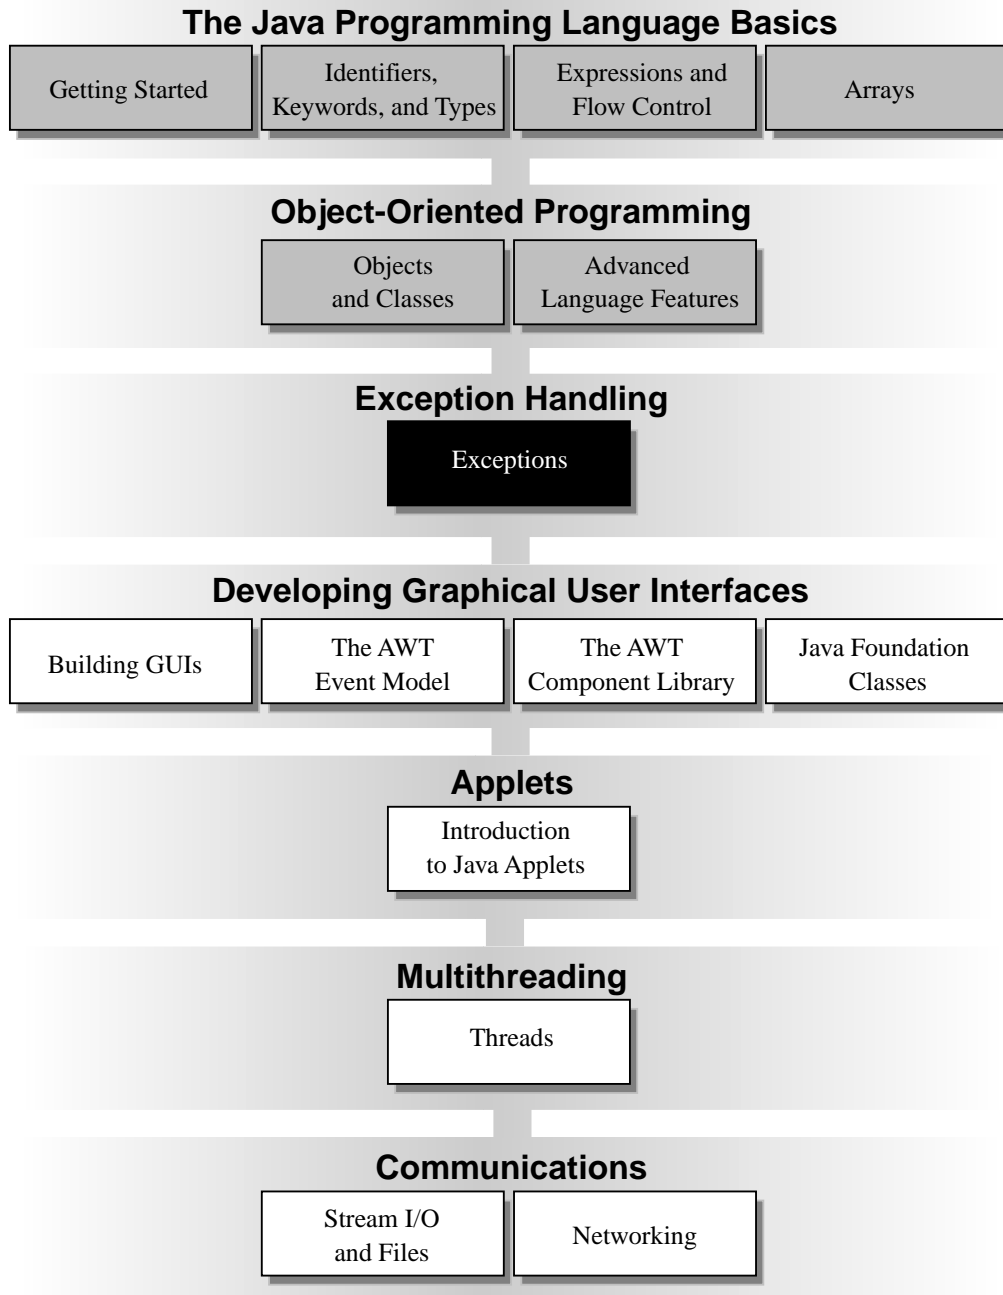 The Java Programming Language Basics
Getting Started
Identifiers,
Keywords, and Types
Expressions and
Flow Control
Arrays
Object-Oriented Programming
Objects
and Classes
Advanced
Language Features
Exception Handling
Exceptions
Developing Graphical User Interfaces
Building GUIs
The AWT
Event Model
The AWT
Component Library
Java Foundation
Classes
Applets
Introduction
to Java Applets
Multithreading
Threads
Communications
Stream I/O
and Files
Networking